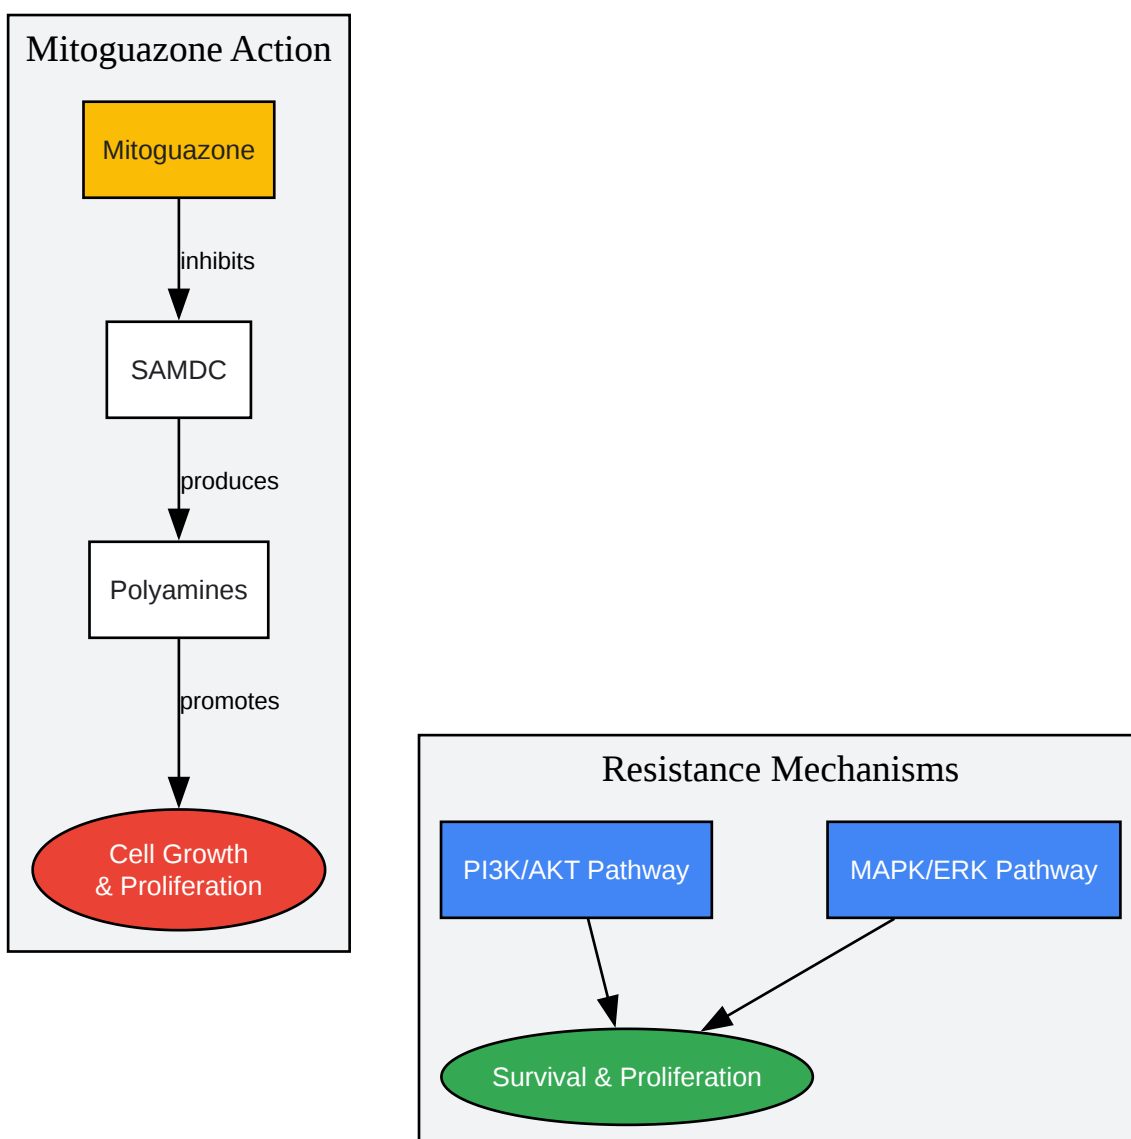 Mitoguazone Action
Mitoguazone
inhibits
SAMDC
produces
Polyamines
promotes
Cell Growth
& Proliferation
Resistance Mechanisms
PI3K/AKT Pathway
MAPK/ERK Pathway
Survival & Proliferation